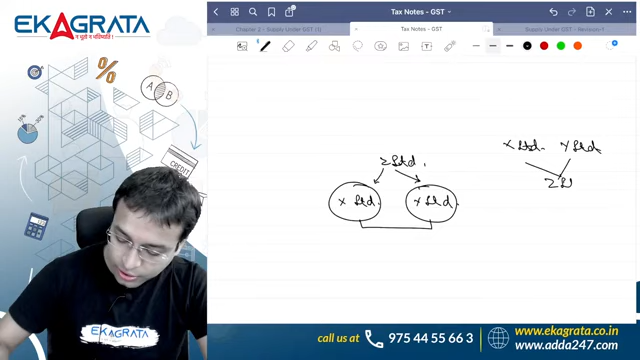 EKAGRATA
Tax Notes - GST
Chapter 1 - Supply Under GST (1)
Tax Notes - GST
Supply Under GST - Revision-1
A
B
%
CREDIT
X Ltd. Y Ltd.
Z Ltd.
X Ltd.
X Ltd.
EKAGRATA
call us at 975 44 55 66 3
www.ekagrata.co.in
www.adda247.com